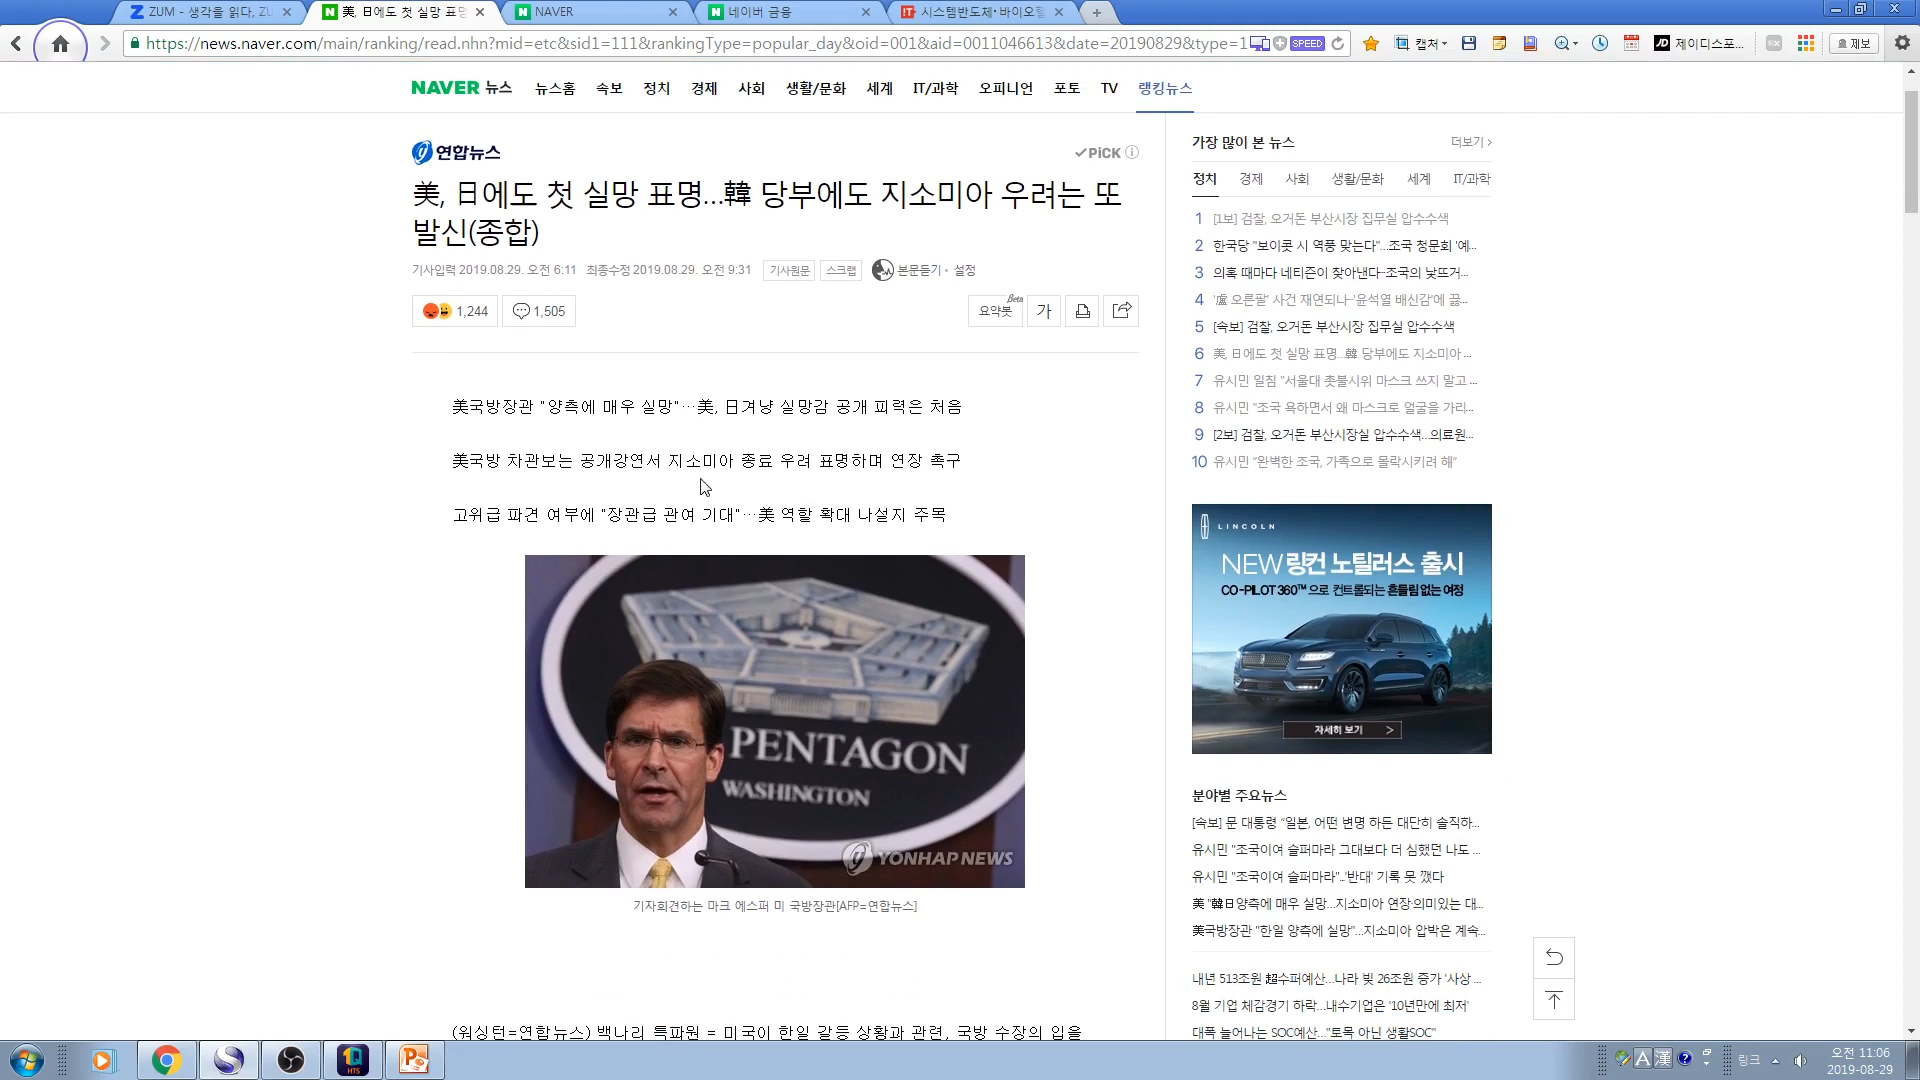 ZUM - 생각을 읽다, ZU
美, 日에도 첫 실망 표명
NAVER
네이버 금융
시스템반도체·바이오헬
https://news.naver.com/main/ranking/read.nhn?mid=etc&sid1=111&rankingType=popular_day&oid=001&aid=0011046613&date=20190829&type=1
SPEED
캡처
제이디스포...
제보
NAVER 뉴스 뉴스홈 속보 정치 경제 사회 생활/문화 세계 IT/과학 오피니언 포토 TV 랭킹뉴스
연합뉴스
PiCK
美, 日에도 첫 실망 표명…韓 당부에도 지소미아 우려는 또
발신(종합)
기사입력 2019.08.29. 오전 6:11 최종수정 2019.08.29. 오전 9:31 기사원문 스크랩 본문듣기 · 설정
1,244 1,505
요약봇 Beta 가
美국방장관 "양측에 매우 실망"…美, 日겨냥 실망감 공개 피력은 처음
美국방 차관보는 공개강연서 지소미아 종료 우려 표명하며 연장 촉구
고위급 파견 여부에 "장관급 관여 기대"…美 역할 확대 나설지 주목
PENTAGON
WASHINGTON
YONHAP NEWS
기자회견하는 마크 에스퍼 미 국방장관[AFP=연합뉴스]
(워싱턴=연합뉴스) 백나리 특파원 = 미국이 한일 갈등 상황과 관련, 국방 수장의 입을
가장 많이 본 뉴스 더보기
정치 경제 사회 생활/문화 세계 IT/과학
1 [1보] 검찰, 오거돈 부산시장 집무실 압수수색
2 한국당 "보이콧 시 역풍 맞는다"…조국 청문회 '예...
3 의혹 때마다 네티즌이 찾아낸다··조국의 낯뜨거...
4 '盧 오른팔' 사건 재연되나··'윤석열 배신감'에 끓...
5 [속보] 검찰, 오거돈 부산시장 집무실 압수수색
6 美, 日에도 첫 실망 표명…韓 당부에도 지소미아 ...
7 유시민 일침 "서울대 촛불시위 마스크 쓰지 말고 ...
8 유시민 "조국 욕하면서 왜 마스크로 얼굴을 가리...
9 [2보] 검찰, 오거돈 부산시장실 압수수색…의료원...
10 유시민 “완벽한 조국, 가족으로 몰락시키려 해”
LINCOLN
NEW 링컨 노틸러스 출시
CO-PILOT 360™ 으로 컨트롤되는 흔들림 없는 여정
자세히 보기 >
분야별 주요뉴스
[속보] 문 대통령 “일본, 어떤 변명 하든 대단히 솔직하...
유시민 "조국이여 슬퍼마라 그대보다 더 심했던 나도 ...
유시민 "조국이여 슬퍼마라"…'반대' 기록 못 깼다
美 "韓日양측에 매우 실망…지소미아 연장·의미있는 대...
美국방장관 "한일 양측에 실망"…지소미아 압박은 계속...
내년 513조원 超수퍼예산…나라 빚 26조원 증가 '사상 ...
8월 기업 체감경기 하락…내수기업은 '10년만에 최저'
대폭 늘어나는 SOC예산…"토목 아닌 생활SOC"
HTS
A 漢 링크
오전 11:06
2019-08-29